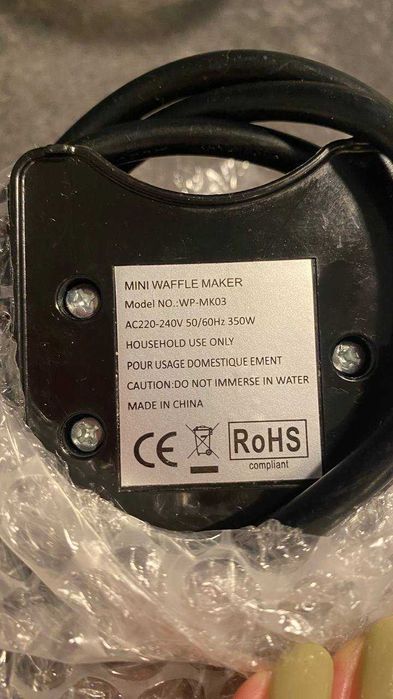 MINI WAFFLE MAKER
Model NO.:WP-MK03
AC220-240V 50/60Hz 350W
HOUSEHOLD USE ONLY
POUR USAGE DOMESTIQUE EMENT
CAUTION:DO NOT IMMERSE IN WATER
MADE IN CHINA
CE RoHS
compliant